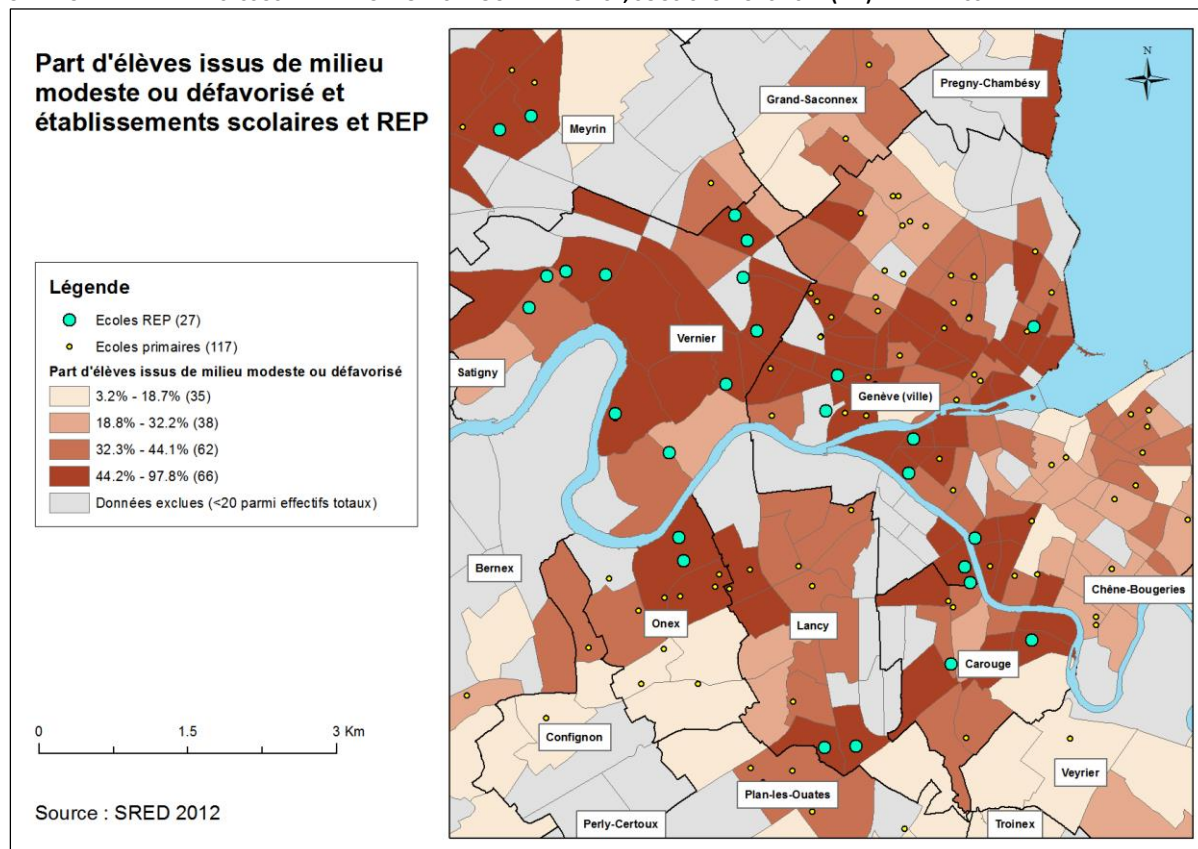 Part d'élèves issus de milieu
modeste ou défavorisé et
établissements scolaires et REP
Légende
Ecoles REP (27)
Ecoles primaires (117)
Part d'élèves issus de milieu modeste ou défavorisé
3.2% - 18.7% (35)
18.8% - 32.2% (38)
32.3% - 44.1% (62)
44.2% - 97.8% (66)
Données exclues (<20 parmi effectifs totaux)
0 1.5 3 Km
Source : SRED 2012
N
Pregny-Chambésy
Grand-Saconnex
Meyrin
Vernier
Satigny
Genève (ville)
Bernex
Chêne-Bougeries
Onex
Lancy
Carouge
Confignon
Veyrier
Plan-les-Ouates
Perly-Certoux
Troinex